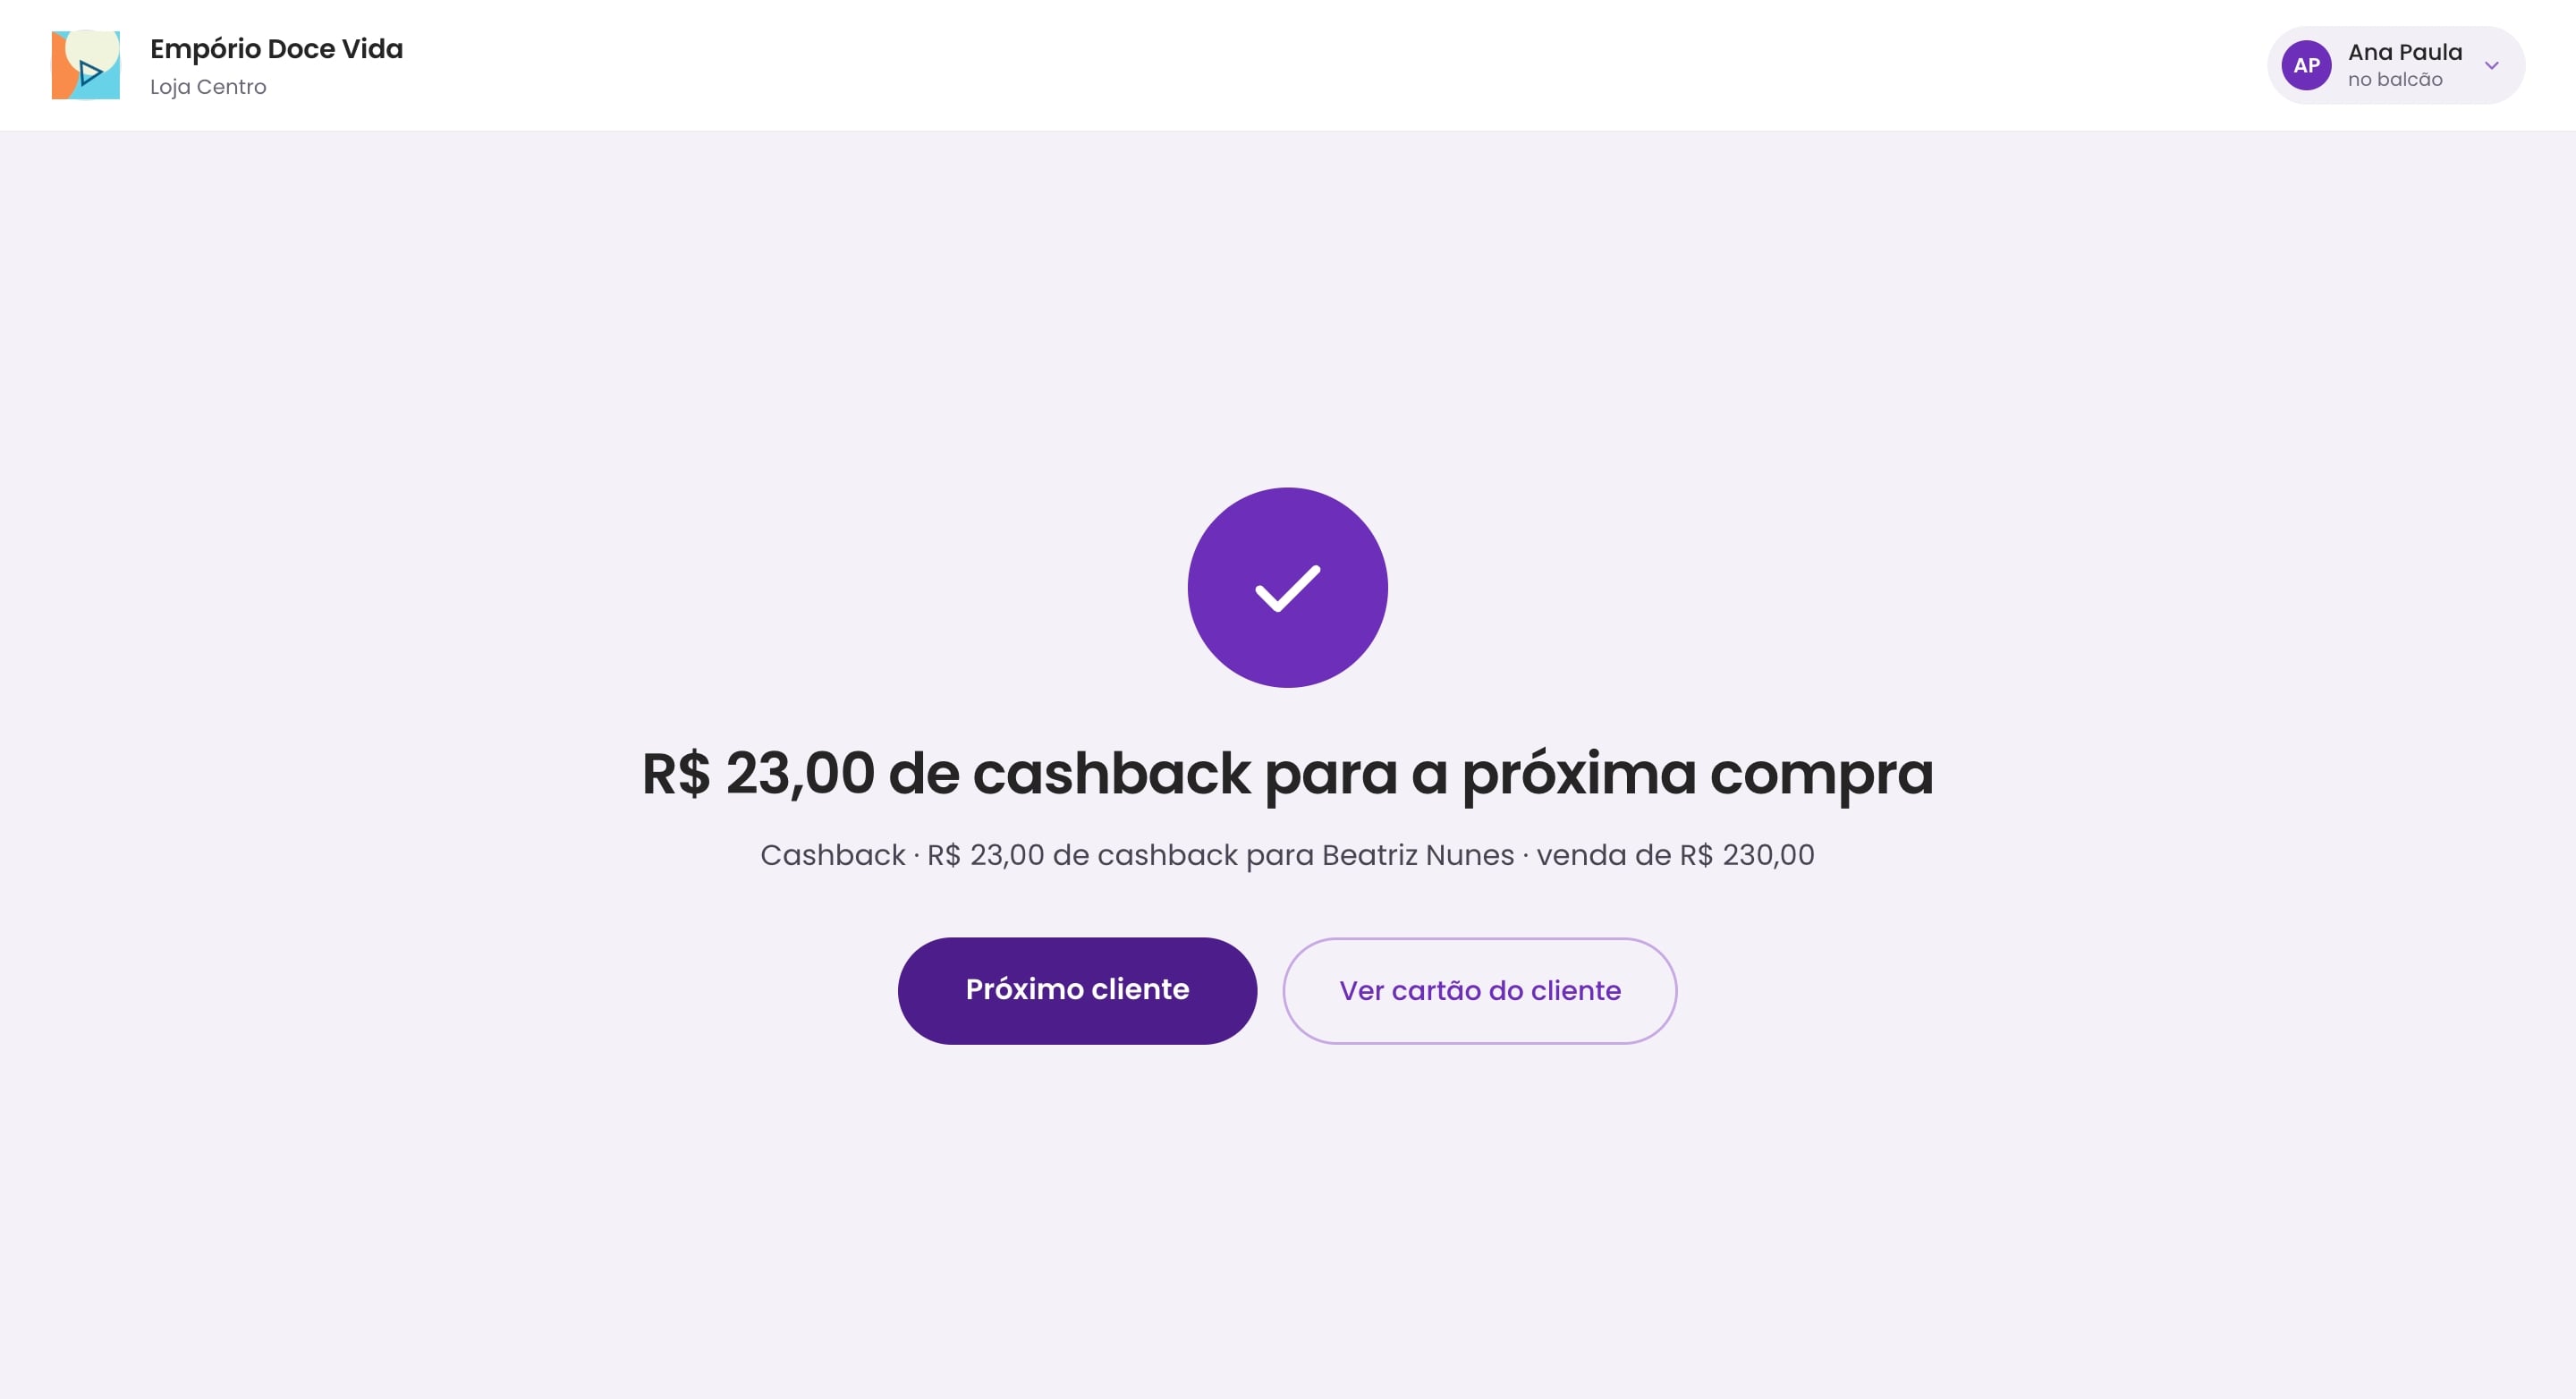 Empório Doce Vida
Loja Centro
AP
Ana Paula
no balcão
R$ 23,00 de cashback para a próxima compra
Cashback · R$ 23,00 de cashback para Beatriz Nunes · venda de R$ 230,00
Próximo cliente
Ver cartão do cliente